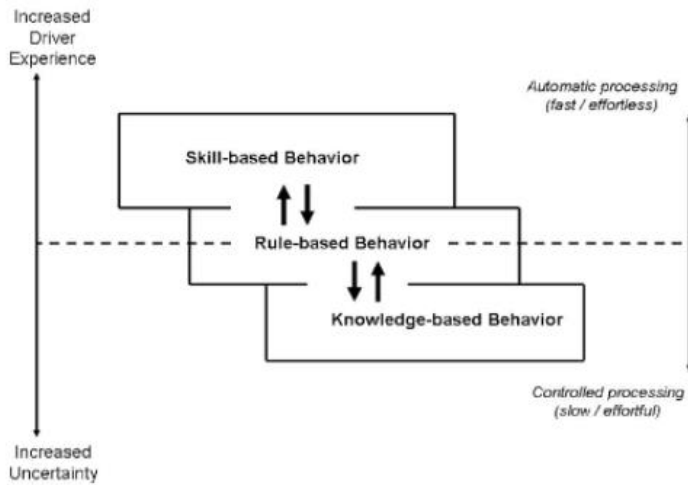 Increased
Driver
Experience
Automatic processing
(fast / effortless)
Skill-based Behavior
Rule-based Behavior
Knowledge-based Behavior
Controlled processing
(slow / effortful)
Increased
Uncertainty